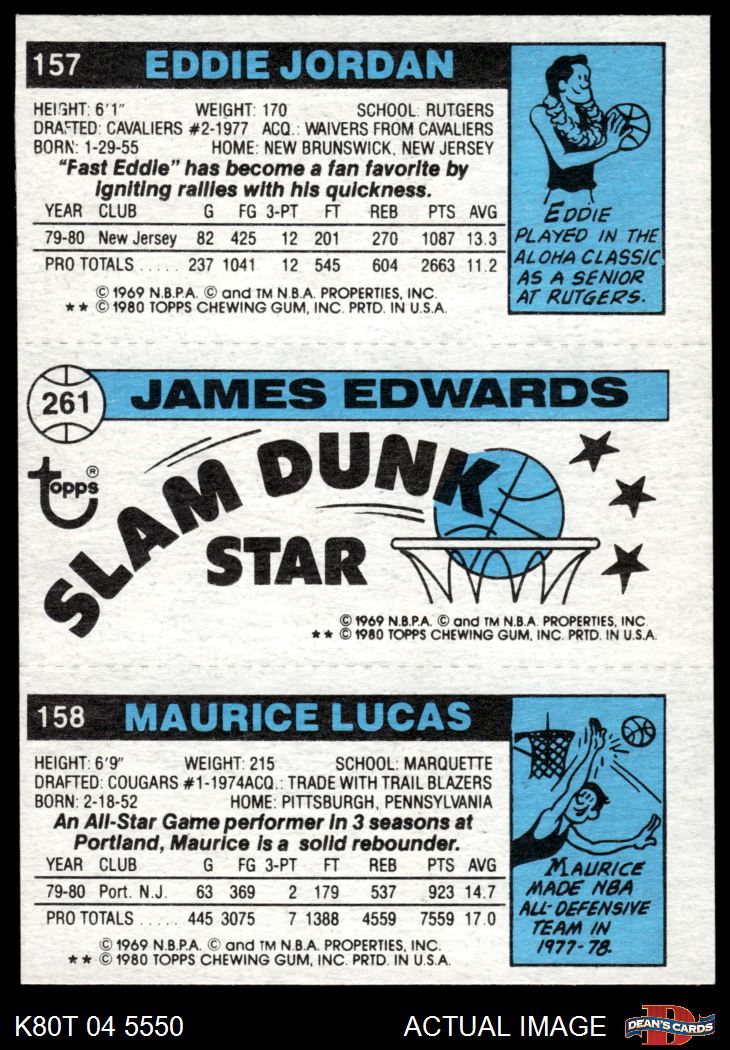 157 EDDIE JORDAN
HEIGHT: 6'1" WEIGHT: 170 SCHOOL: RUTGERS
DRAFTED: CAVALIERS #2-1977 ACQ.: WAIVERS FROM CAVALIERS
BORN: 1-29-55 HOME: NEW BRUNSWICK, NEW JERSEY
"Fast Eddie" has become a fan favorite by
igniting rallies with his quickness.
YEAR CLUB G FG 3-PT FT REB PTS AVG
79-80 New Jersey 82 425 12 201 270 1087 13.3
PRO TOTALS ..... 237 1041 12 545 604 2663 11.2
© 1969 N.B.P.A. © and TM N.B.A. PROPERTIES, INC.
** © 1980 TOPPS CHEWING GUM, INC. PRTD. IN U.S.A.
EDDIE
PLAYED IN THE
ALOHA CLASSIC
AS A SENIOR
AT RUTGERS.
261 JAMES EDWARDS
topps®
SLAM DUNK
STAR
© 1969 N.B.P.A. © and TM N.B.A. PROPERTIES, INC.
** © 1980 TOPPS CHEWING GUM, INC. PRTD. IN U.S.A.
158 MAURICE LUCAS
HEIGHT: 6'9" WEIGHT: 215 SCHOOL: MARQUETTE
DRAFTED: COUGARS #1-1974ACQ.: TRADE WITH TRAIL BLAZERS
BORN: 2-18-52 HOME: PITTSBURGH, PENNSYLVANIA
An All-Star Game performer in 3 seasons at
Portland, Maurice is a solid rebounder.
YEAR CLUB G FG 3-PT FT REB PTS AVG
79-80 Port. N.J. 63 369 2 179 537 923 14.7
PRO TOTALS ..... 445 3075 7 1388 4559 7559 17.0
© 1969 N.B.P.A. © and TM N.B.A. PROPERTIES, INC.
** © 1980 TOPPS CHEWING GUM, INC. PRTD. IN U.S.A.
MAURICE
MADE NBA
ALL-DEFENSIVE
TEAM IN
1977-78.
K80T 04 5550 ACTUAL IMAGE
D
DEAN'S CARDS